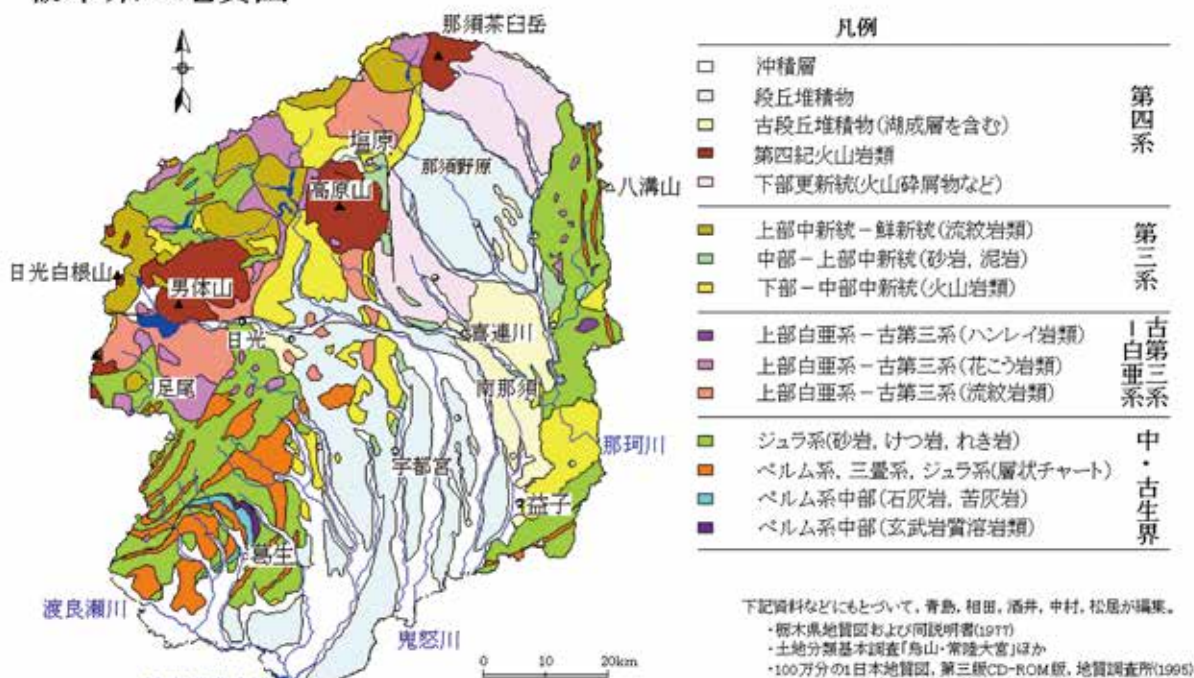 那須茶臼岳
塩原
那須野原
高原山
八溝山
日光白根山
男体山
日光
喜連川
足尾
南那須
那珂川
宇都宮
益子
葛生
渡良瀬川
鬼怒川
0 10 20km
凡例
沖積層
段丘堆積物
古段丘堆積物(湖成層を含む)
第四紀火山岩類
下部更新統(火山砕屑物など)
第四系
上部中新統-鮮新統(流紋岩類)
中部-上部中新統(砂岩, 泥岩)
下部-中部中新統(火山岩類)
第三系
上部白亜系-古第三系(ハンレイ岩類)
上部白亜系-古第三系(花こう岩類)
上部白亜系-古第三系(流紋岩類)
古第三系
-白亜系
ジュラ系(砂岩, けつ岩, れき岩)
ペルム系, 三畳系, ジュラ系(層状チャート)
ペルム系中部(石灰岩, 苦灰岩)
ペルム系中部(玄武岩質溶岩類)
中・古生界
下記資料などにもとづいて, 青島, 相田, 酒井, 中村, 松居が編集。
・栃木県地質図および同説明書(1977)
・土地分類基本調査「烏山・常陸大宮」ほか
・100万分の1日本地質図, 第三版CD-ROM版, 地質調査所(1995)